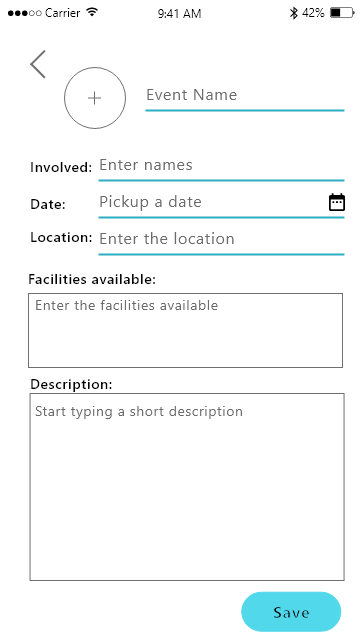 Carrier 9:41 AM 42%
Event Name
Involved: Enter names
Date: Pickup a date
Location: Enter the location
Facilities available:
Enter the facilities available
Description:
Start typing a short description
Save